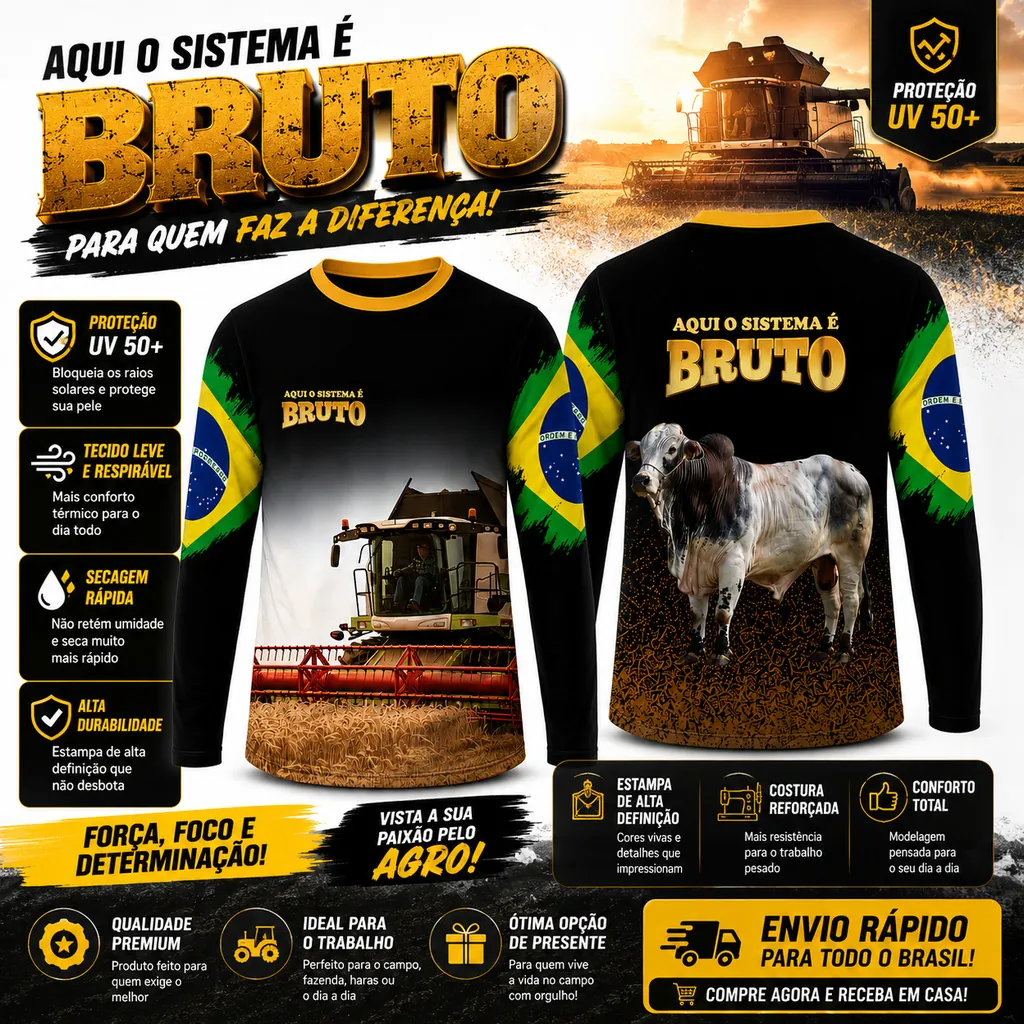 AQUI O SISTEMA É
BRUTO
PARA QUEM FAZ A DIFERENÇA!
PROTEÇÃO
UV 50+
PROTEÇÃO
UV 50+
Bloqueia os raios
solares e protege
sua pele
TECIDO LEVE
E RESPIRÁVEL
Mais conforto
térmico para o
dia todo
SECAGEM
RÁPIDA
Não retém umidade
e seca muito
mais rápido
ALTA
DURABILIDADE
Estampa de alta
definição que
não desbota
AQUI O SISTEMA É
BRUTO
ORDEM E
AQUI O SISTEMA É
BRUTO
ORDEM E
FORÇA, FOCO E
DETERMINAÇÃO!
VISTA A SUA
PAIXÃO PELO
AGRO!
ESTAMPA
DE ALTA
DEFINIÇÃO
Cores vivas e
detalhes que
impressionam
COSTURA
REFORÇADA
Mais resistência
para o trabalho
pesado
CONFORTO
TOTAL
Modelagem
pensada para
o seu dia a dia
QUALIDADE
PREMIUM
Produto feito para
quem exige o
melhor
IDEAL PARA
O TRABALHO
Perfeito para o campo,
fazenda, haras ou
o dia a dia
ÓTIMA OPÇÃO
DE PRESENTE
Para quem vive
a vida no campo
com orgulho!
ENVIO RÁPIDO
PARA TODO O BRASIL!
COMPRE AGORA E RECEBA EM CASA!